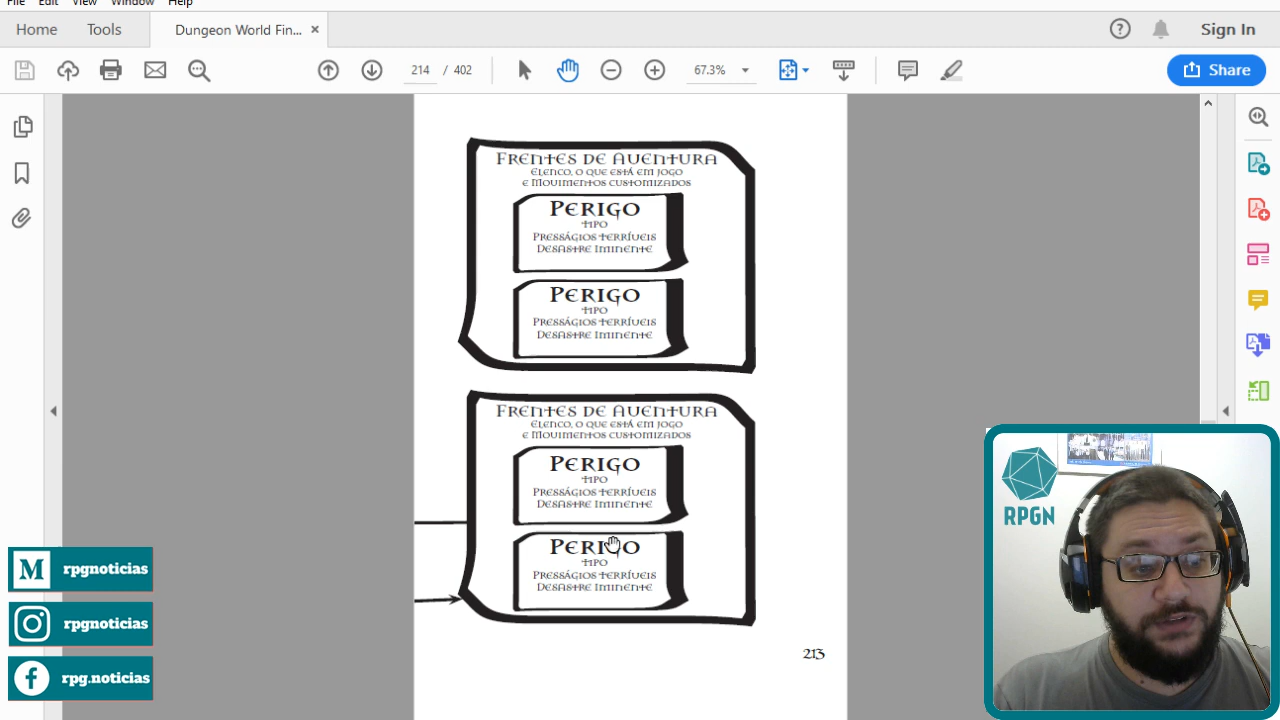 File Edit View Window Help
Home Tools Dungeon World Fin... × Sign In
214 / 402 67.3% Share
FRENTES DE AVENTURA
ELENCO, O QUE ESTÁ EM JOGO
E MOVIMENTOS CUSTOMIZADOS
PERIGO
TIPO
PRESSÁGIOS TERRÍVEIS
DESASTRE IMINENTE
PERIGO
TIPO
PRESSÁGIOS TERRÍVEIS
DESASTRE IMINENTE
FRENTES DE AVENTURA
ELENCO, O QUE ESTÁ EM JOGO
E MOVIMENTOS CUSTOMIZADOS
PERIGO
TIPO
PRESSÁGIOS TERRÍVEIS
DESASTRE IMINENTE
PERIGO
TIPO
PRESSÁGIOS TERRÍVEIS
DESASTRE IMINENTE
213
M rpgnoticias
rpgnoticias
f rpg.noticias
RPGN